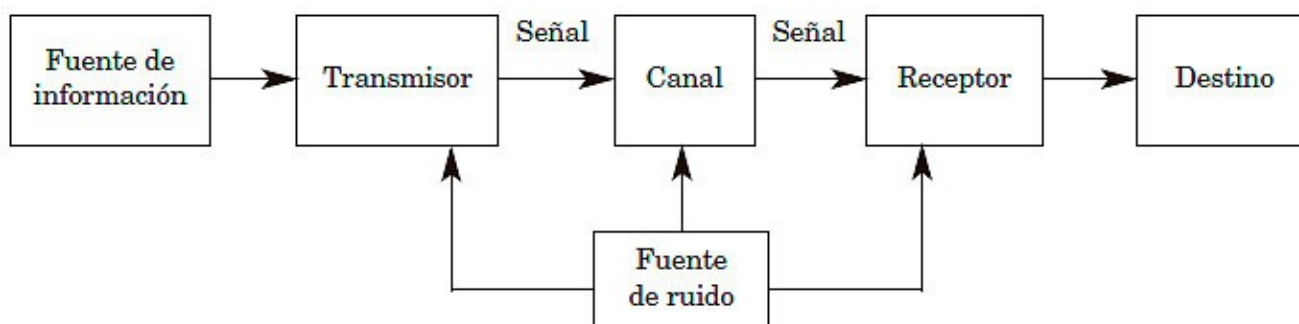 Señal
Señal
Fuente de
información
Transmisor
Canal
Receptor
Destino
Fuente
de ruido